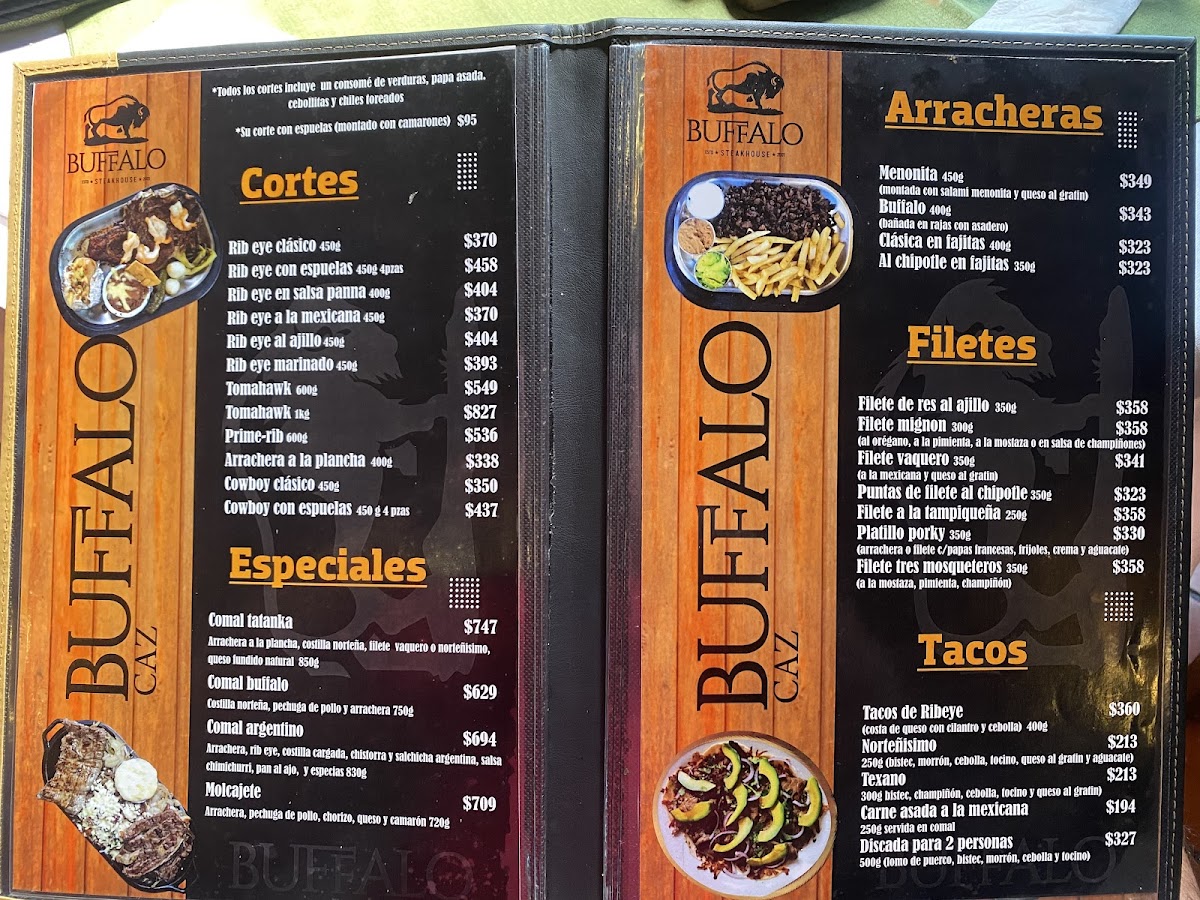 BUFFALO
STEAKHOUSE
*Todos los cortes incluye un consomé de verduras, papa asada.
cebollitas y chiles toreados
*Su corte con espuelas (montado con camarones) $95
Cortes
Rib eye clásico 450g $370
Rib eye con espuelas 450g 4pzas $458
Rib eye en salsa panna 400g $404
Rib eye a la mexicana 450g $370
Rib eye al ajillo 450g $404
Rib eye marinado 450g $393
Tomahawk 600g $549
Tomahawk 1kg $827
Prime-rib 600g $536
Arrachera a la plancha 400g $338
Cowboy clásico 450g $350
Cowboy con espuelas 450 g 4 pzas $437
Especiales
Comal tatanka $747
Arrachera a la plancha, costilla norteña, filete vaquero o norteñisimo,
queso fundido natural 850g
Comal buffalo $629
Costilla norteña, pechuga de pollo y arrachera 750g
Comal argentino $694
Arrachera, rib eye, costilla cargada, chistorra y salchicha argentina, salsa
chimichurri, pan al ajo, y especias 830g
Molcajete $709
Arrachera, pechuga de pollo, chorizo, queso y camarón 720g
BUFFALO
CAZ
BUFFALO
BUFFALO
STEAKHOUSE
Arracheras
Menonita 450g $349
(montada con salami menonita y queso al gratin)
Buffalo 400g $343
(bañada en rajas con asadero)
Clásica en fajitas 400g $323
Al chipotle en fajitas 350g $323
Filetes
Filete de res al ajillo 350g $358
Filete mignon 300g $358
(al orégano, a la pimienta, a la mostaza o en salsa de champiñones)
Filete vaquero 350g $341
(a la mexicana y queso al gratin)
Puntas de filete al chipotle 350g $323
Filete a la tampiqueña 250g $358
Platillo porky 350g $330
(arrachera o filete c/papas francesas, frijoles, crema y aguacate)
Filete tres mosqueteros 350g $358
(a la mostaza, pimienta, champiñón)
Tacos
Tacos de Ribeye $360
(costa de queso con cilantro y cebolla) 400g
Norteñisimo $213
250g (bistec, morrón, cebolla, tocino, queso al gratin y aguacate)
Texano $213
300g bistec, champiñón, cebolla, tocino y queso al gratin)
Carne asada a la mexicana $194
250g servida en comal
Discada para 2 personas $327
500g (lomo de puerco, bistec, morrón, cebolla y tocino)
BUFFALO
CAZ
BUFFALO